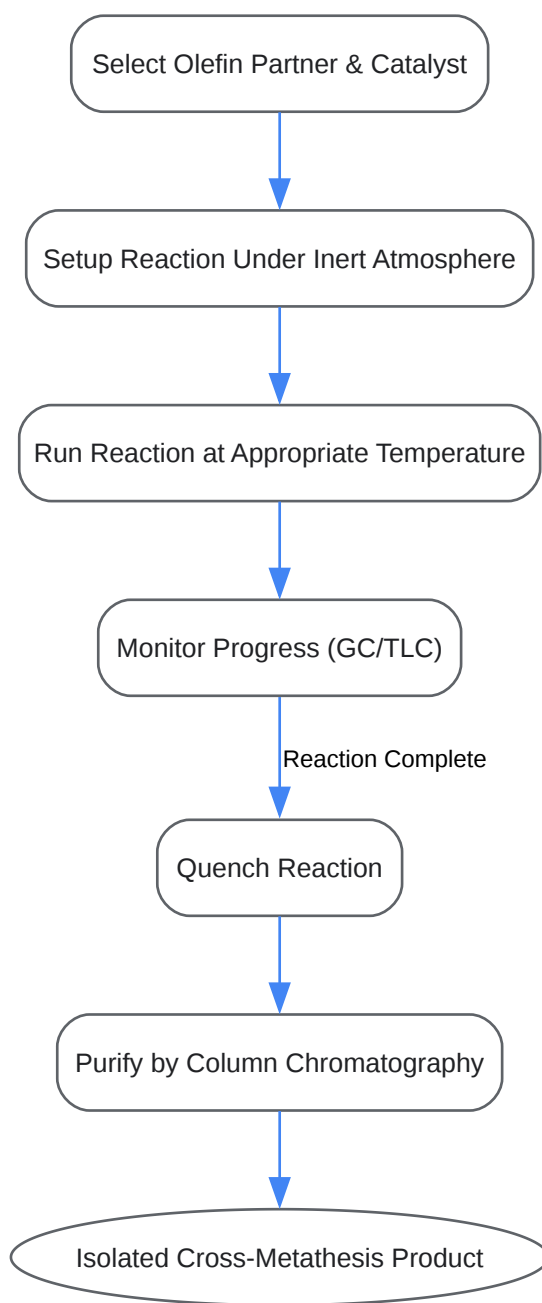 Select Olefin Partner & Catalyst
Setup Reaction Under Inert Atmosphere
Run Reaction at Appropriate Temperature
Monitor Progress (GC/TLC)
Reaction Complete
Quench Reaction
Purify by Column Chromatography
Isolated Cross-Metathesis Product